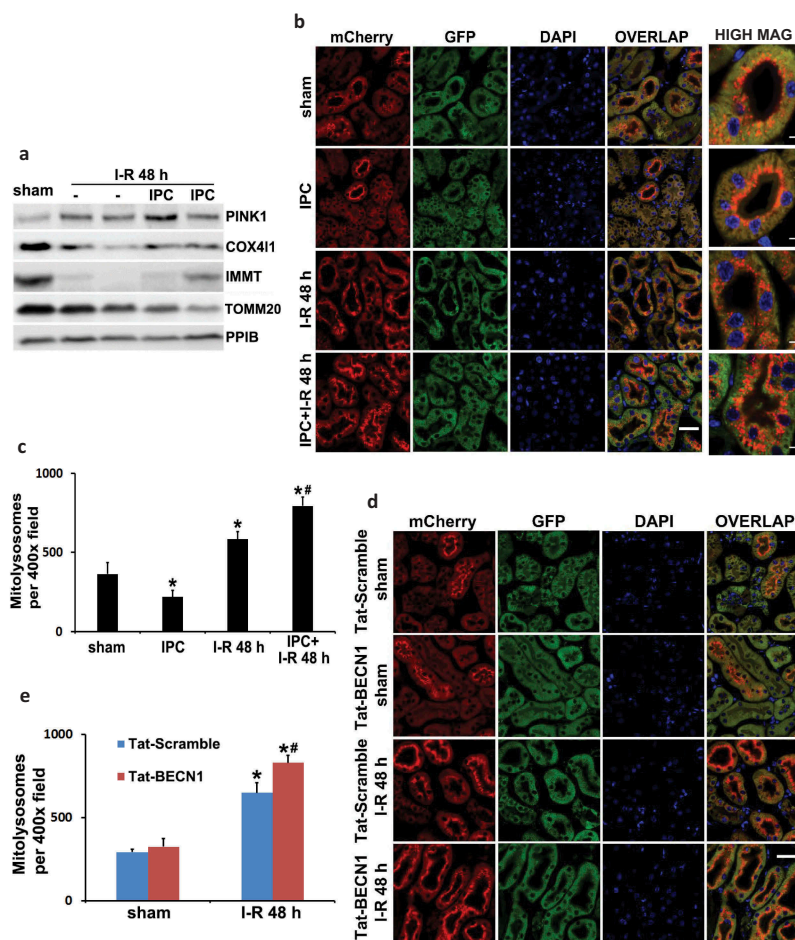 a
I-R 48 h
sham - - IPC IPC
PINK1
COX4I1
IMMT
TOMM20
PPIB
b
mCherry GFP DAPI OVERLAP HIGH MAG
sham
IPC
I-R 48 h
IPC+I-R 48 h
c
Mitolysosomes
per 400x field
1000
500
0
*
*
*#
sham IPC I-R 48 h IPC+
I-R 48 h
d
mCherry GFP DAPI OVERLAP
Tat-Scramble
sham
Tat-BECN1
sham
Tat-Scramble
I-R 48 h
Tat-BECN1
I-R 48 h
e
Mitolysosomes
per 400x field
1000
500
0
Tat-Scramble
Tat-BECN1
*
*#
sham I-R 48 h